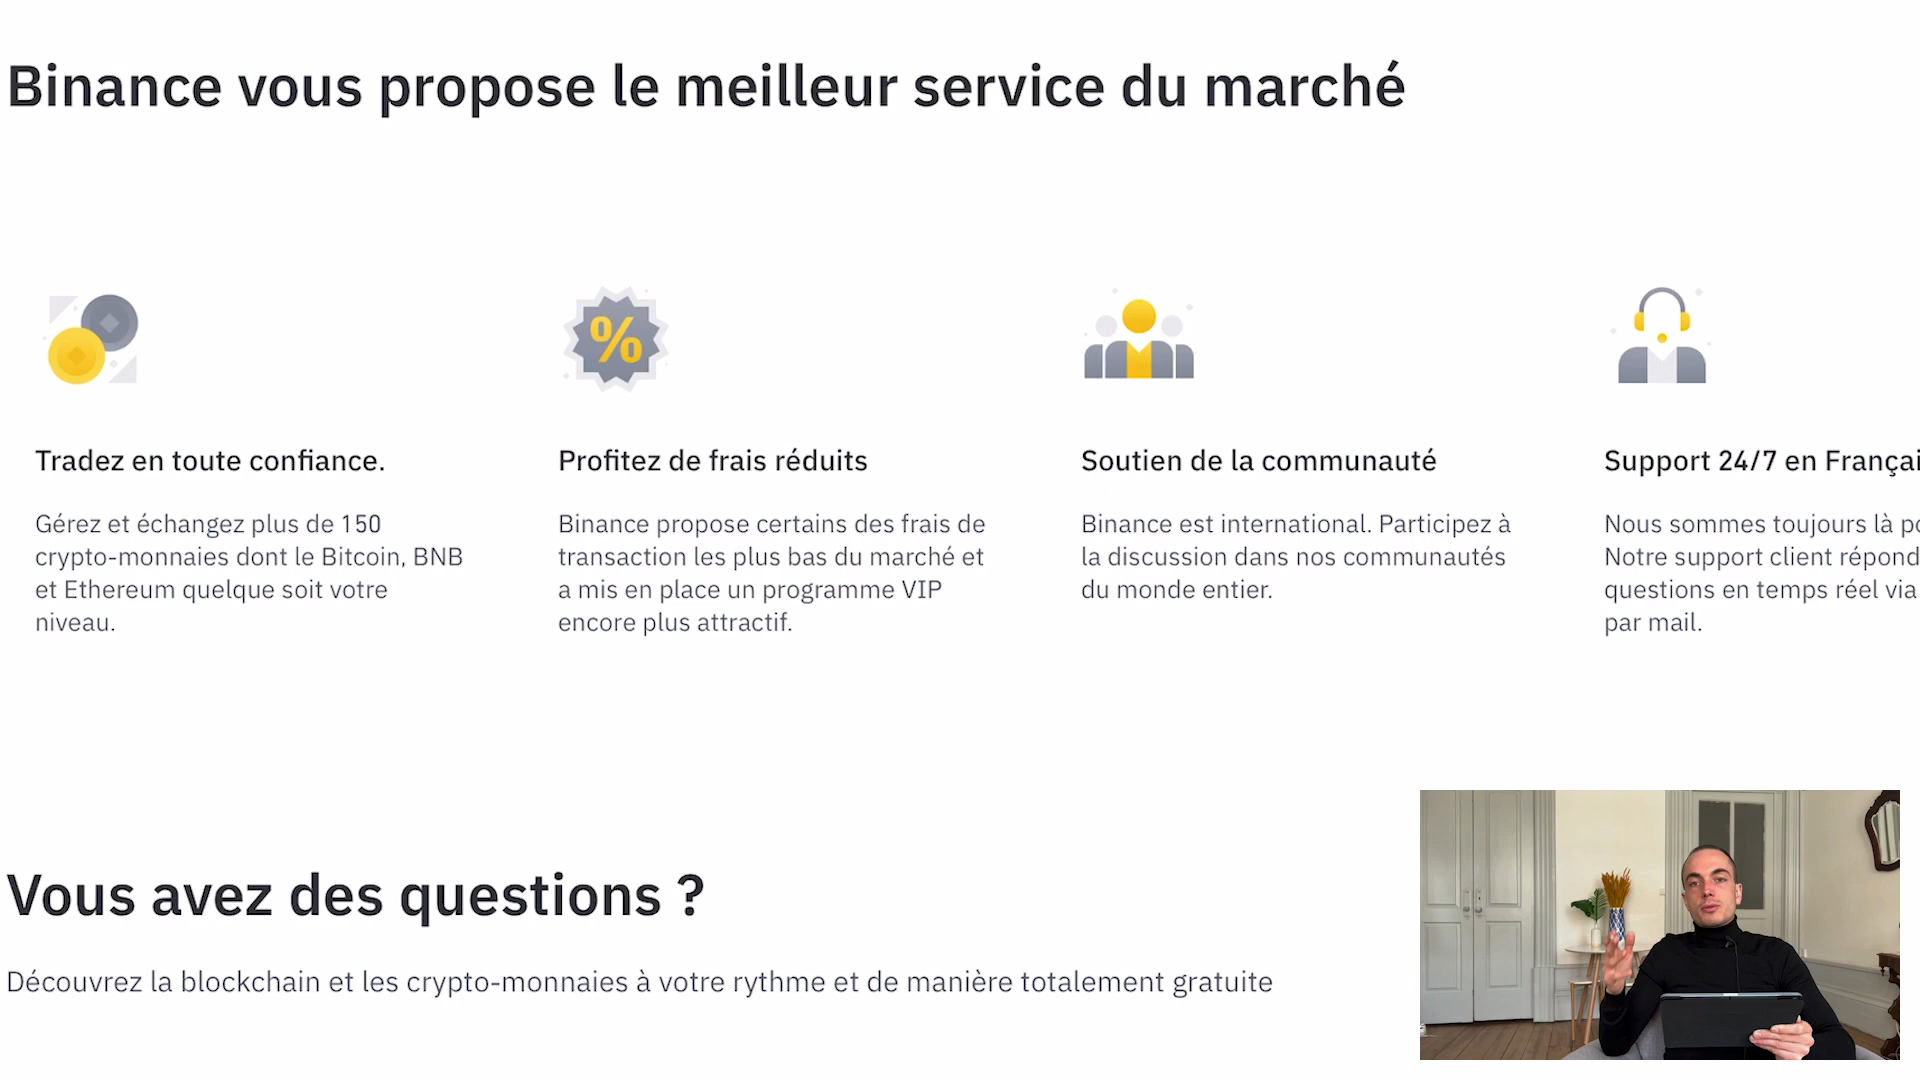 Binance vous propose le meilleur service du marché
%
Tradez en toute confiance.
Gérez et échangez plus de 150
crypto-monnaies dont le Bitcoin, BNB
et Ethereum quelque soit votre
niveau.
Profitez de frais réduits
Binance propose certains des frais de
transaction les plus bas du marché et
a mis en place un programme VIP
encore plus attractif.
Soutien de la communauté
Binance est international. Participez à
la discussion dans nos communautés
du monde entier.
Support 24/7 en Françai
Nous sommes toujours là po
Notre support client répond
questions en temps réel via
par mail.
Vous avez des questions ?
Découvrez la blockchain et les crypto-monnaies à votre rythme et de manière totalement gratuite